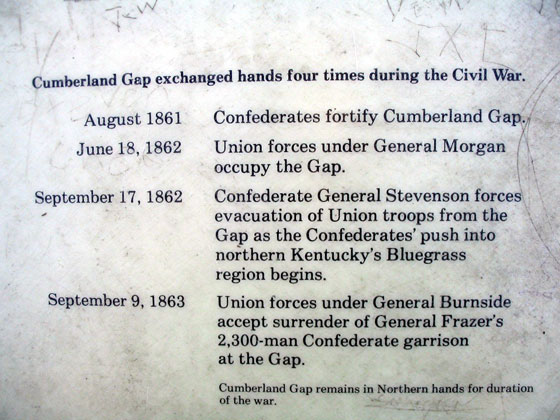 Cumberland Gap exchanged hands four times during the Civil War.
August 1861 Confederates fortify Cumberland Gap.
June 18, 1862 Union forces under General Morgan
occupy the Gap.
September 17, 1862 Confederate General Stevenson forces
evacuation of Union troops from the
Gap as the Confederates' push into
northern Kentucky's Bluegrass
region begins.
September 9, 1863 Union forces under General Burnside
accept surrender of General Frazer's
2,300-man Confederate garrison
at the Gap.
Cumberland Gap remains in Northern hands for duration
of the war.